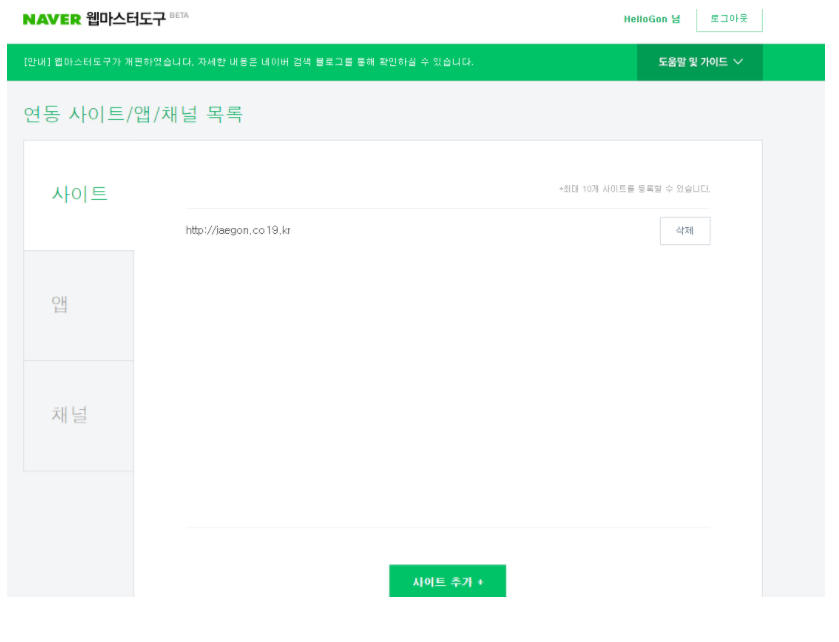 NAVER 웹마스터도구 BETA
HelloGon 님 로그아웃
[안내] 웹마스터도구가 개편하였습니다. 자세한 내용은 네이버 검색 블로그를 통해 확인하실 수 있습니다. 도움말 및 가이드
연동 사이트/앱/채널 목록
사이트
*최대 10개 사이트를 등록할 수 있습니다.
http://jaegon.co19.kr 삭제
앱
채널
사이트 추가 +